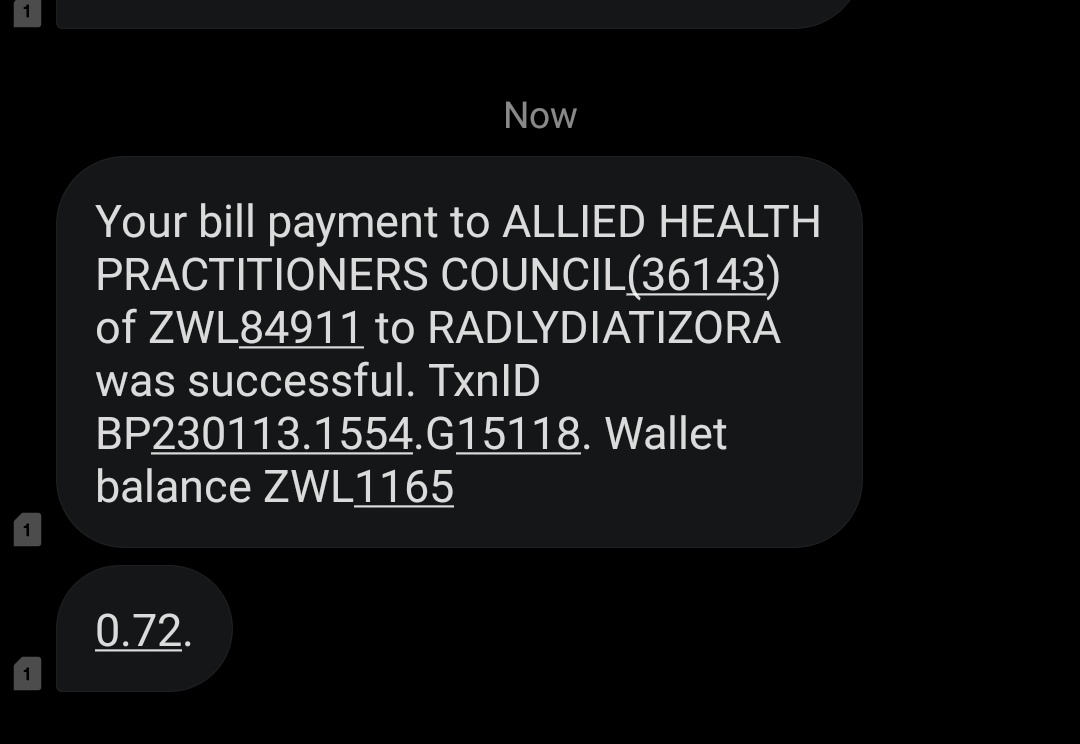 1
Now
Your bill payment to ALLIED HEALTH
PRACTITIONERS COUNCIL(36143)
of ZWL84911 to RADLYDIATIZORA
was successful. TxnID
BP230113.1554.G15118. Wallet
balance ZWL1165
1
0.72.
1